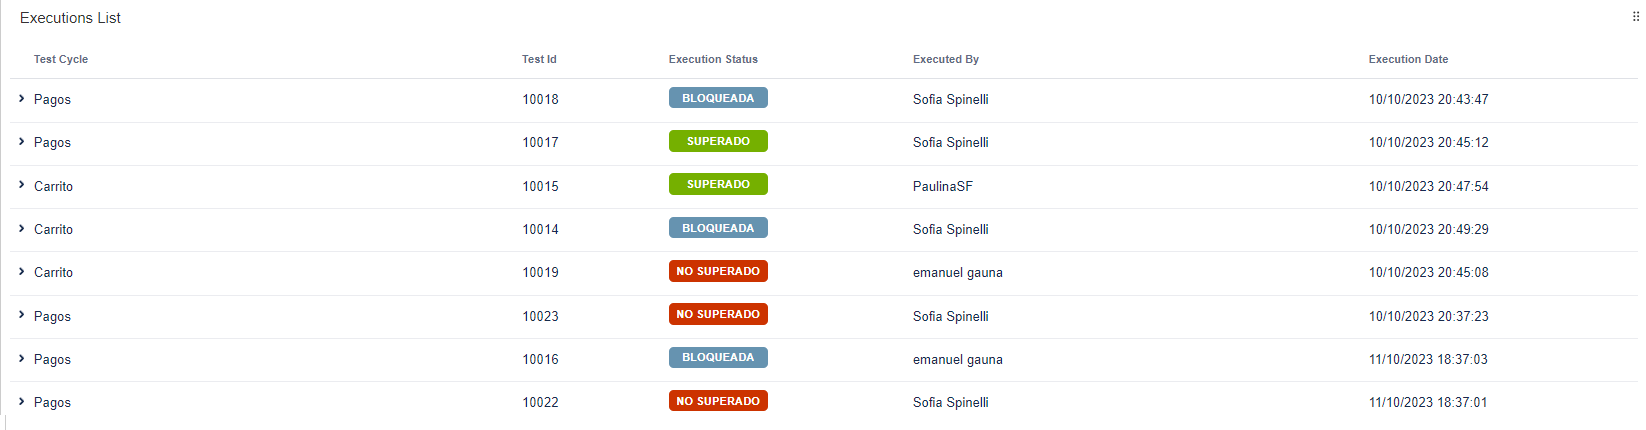 Executions List
Test Cycle Test Id Execution Status Executed By Execution Date
Pagos 10018 BLOQUEADA Sofia Spinelli 10/10/2023 20:43:47
Pagos 10017 SUPERADO Sofia Spinelli 10/10/2023 20:45:12
Carrito 10015 SUPERADO PaulinaSF 10/10/2023 20:47:54
Carrito 10014 BLOQUEADA Sofia Spinelli 10/10/2023 20:49:29
Carrito 10019 NO SUPERADO emanuel gauna 10/10/2023 20:45:08
Pagos 10023 NO SUPERADO Sofia Spinelli 10/10/2023 20:37:23
Pagos 10016 BLOQUEADA emanuel gauna 11/10/2023 18:37:03
Pagos 10022 NO SUPERADO Sofia Spinelli 11/10/2023 18:37:01